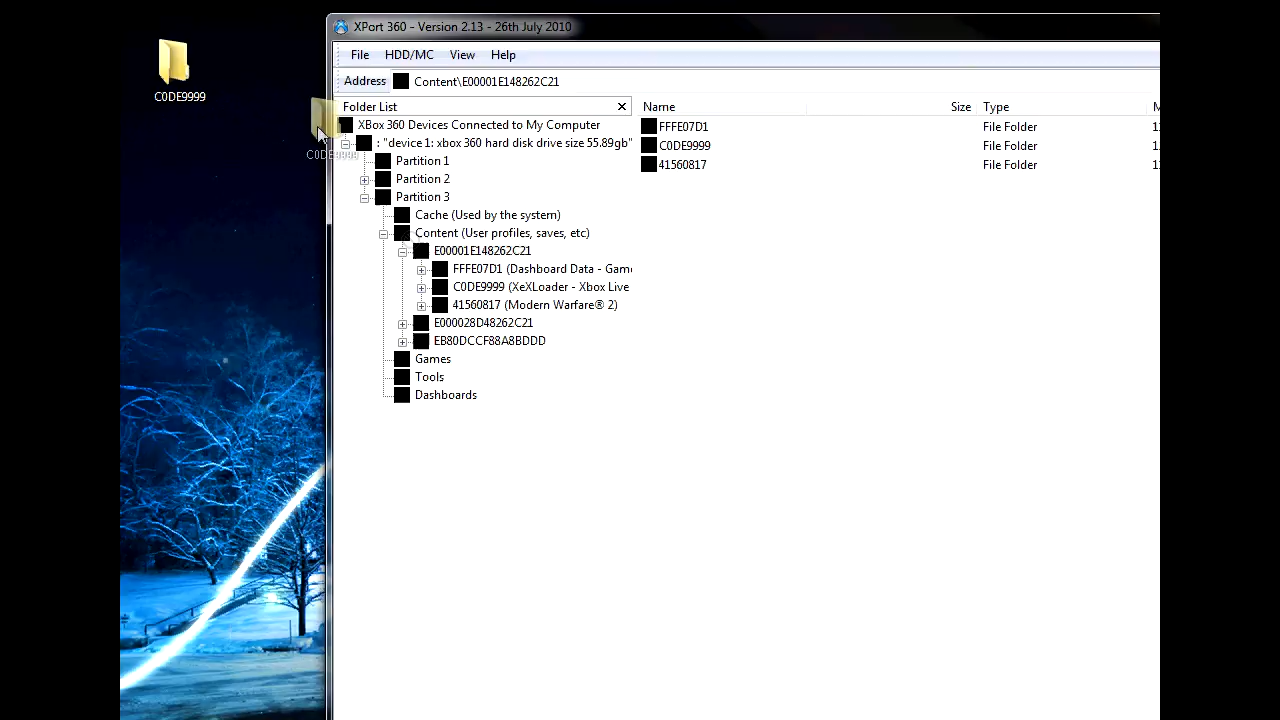 XPort 360 - Version 2.13 - 26th July 2010
File HDD/MC View Help
Address Content\E00001E148262C21
C0DE9999
C0DE9999
Folder List
XBox 360 Devices Connected to My Computer
: "device 1: xbox 360 hard disk drive size 55.89gb"
Partition 1
Partition 2
Partition 3
Cache (Used by the system)
Content (User profiles, saves, etc)
E00001E148262C21
FFFE07D1 (Dashboard Data - Game
C0DE9999 (XeXLoader - Xbox Live
41560817 (Modern Warfare® 2)
E000028D48262C21
EB80DCCF88A8BDDD
Games
Tools
Dashboards
Name Size Type
FFFE07D1 File Folder
C0DE9999 File Folder
41560817 File Folder